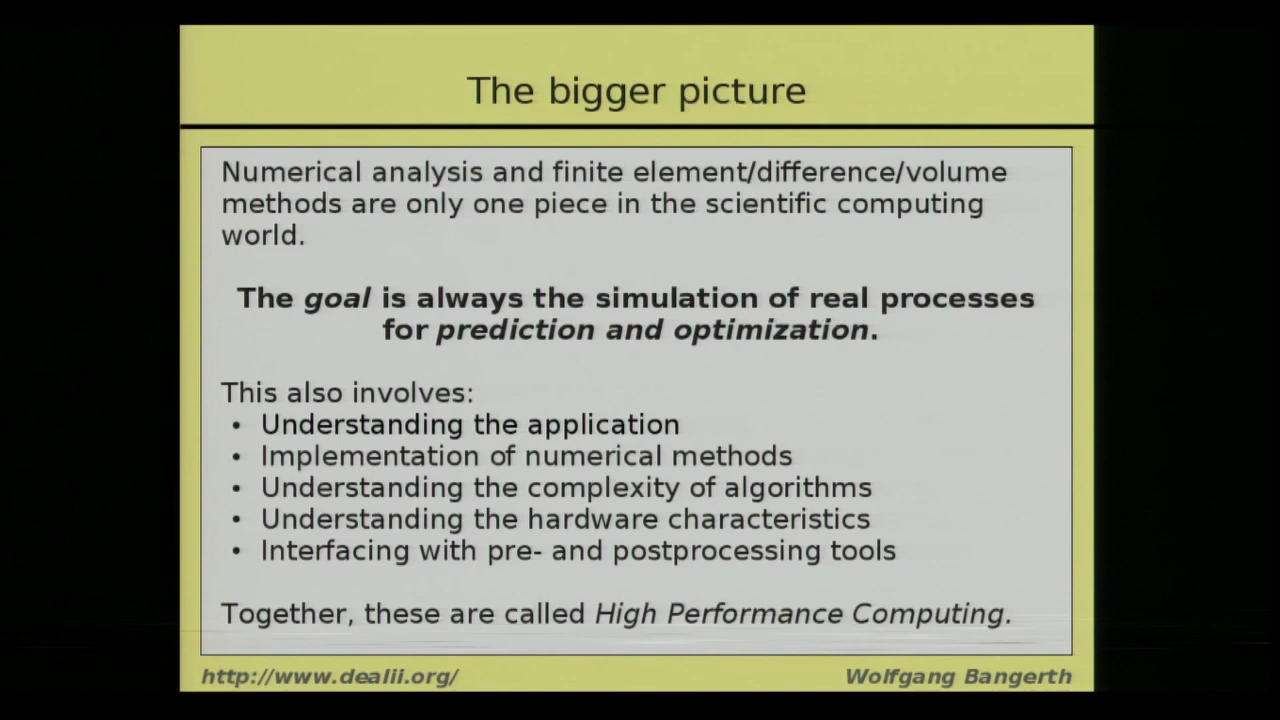 The bigger picture
Numerical analysis and finite element/difference/volume
methods are only one piece in the scientific computing
world.
The goal is always the simulation of real processes
for prediction and optimization.
This also involves:
• Understanding the application
• Implementation of numerical methods
• Understanding the complexity of algorithms
• Understanding the hardware characteristics
• Interfacing with pre- and postprocessing tools
Together, these are called High Performance Computing.
http://www.dealii.org/
Wolfgang Bangerth